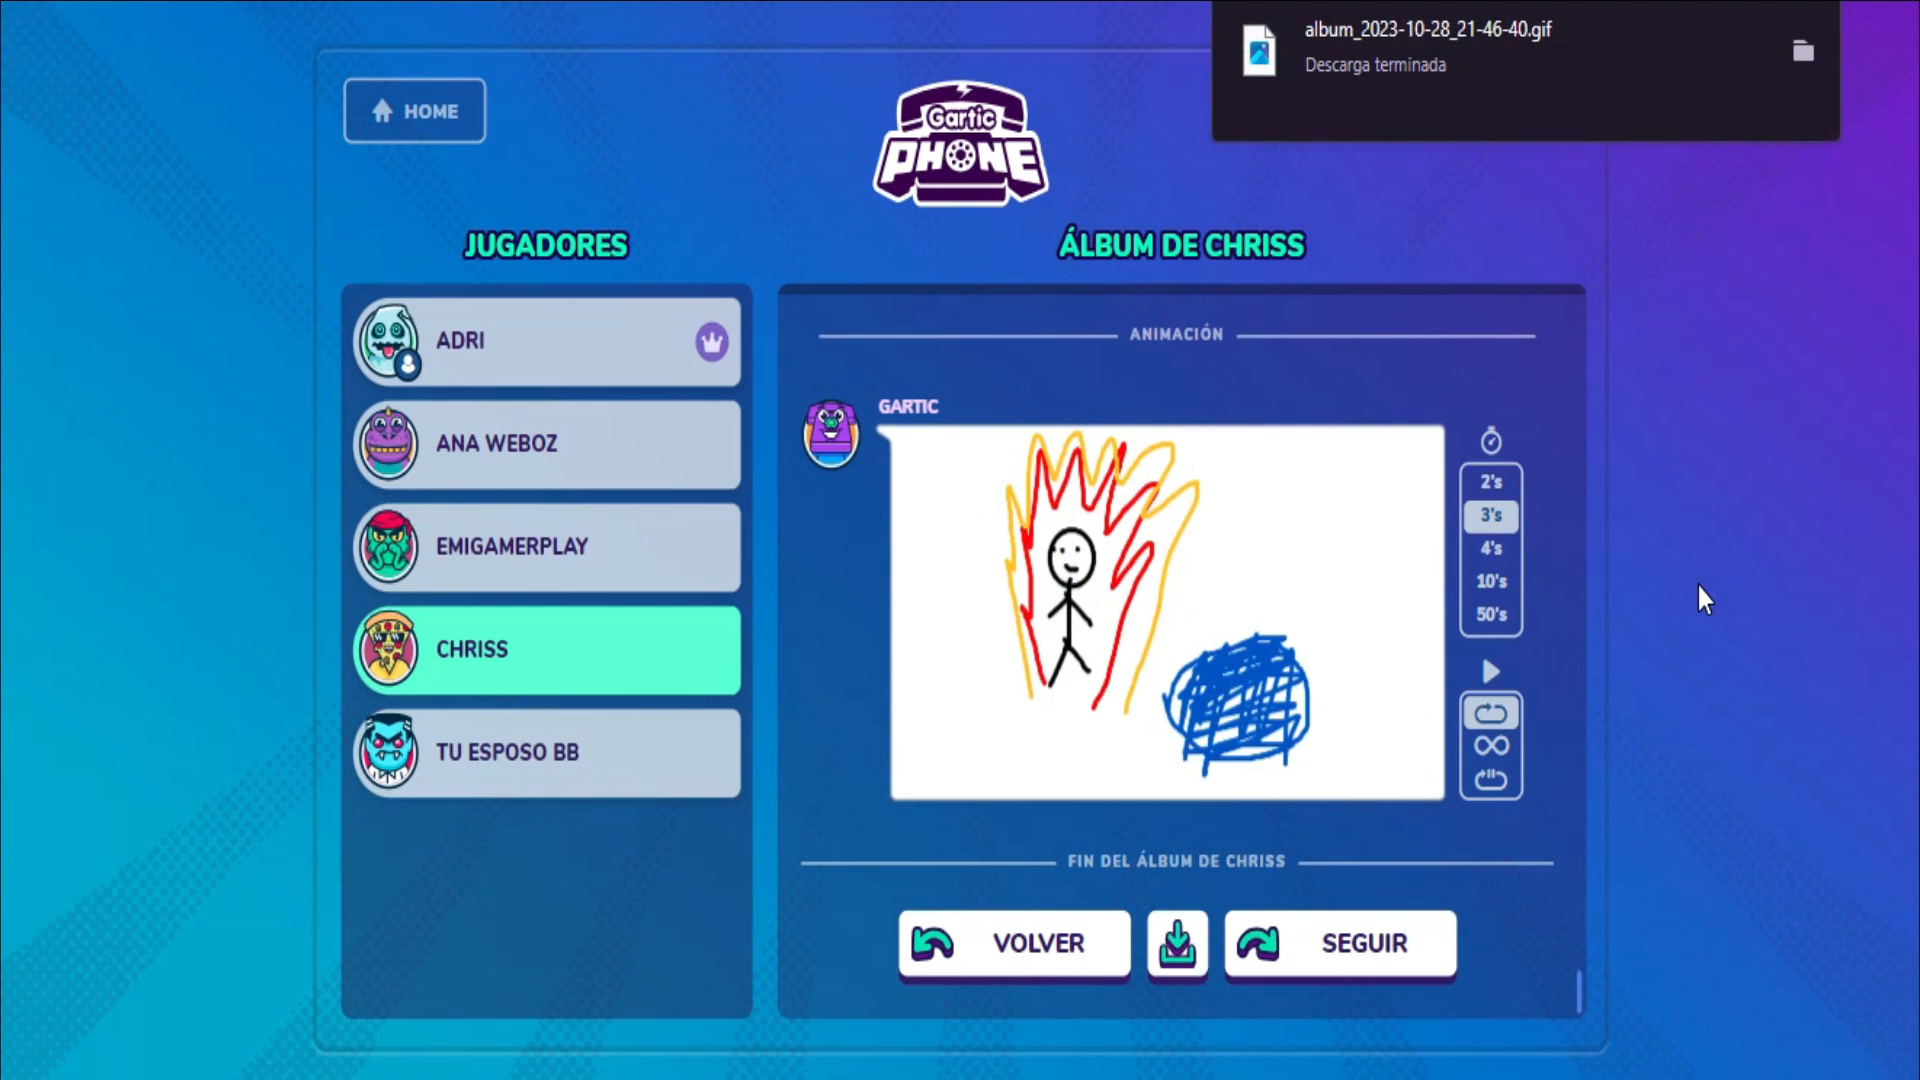 album_2023-10-28_21-46-40.gif
Descarga terminada
HOME
Gartic
PHONE
JUGADORES
ÁLBUM DE CHRISS
ADRI
ANA WEBOZ
EMIGAMERPLAY
CHRISS
TU ESPOSO BB
ANIMACIÓN
GARTIC
2's
3's
4's
10's
50's
FIN DEL ÁLBUM DE CHRISS
VOLVER
SEGUIR